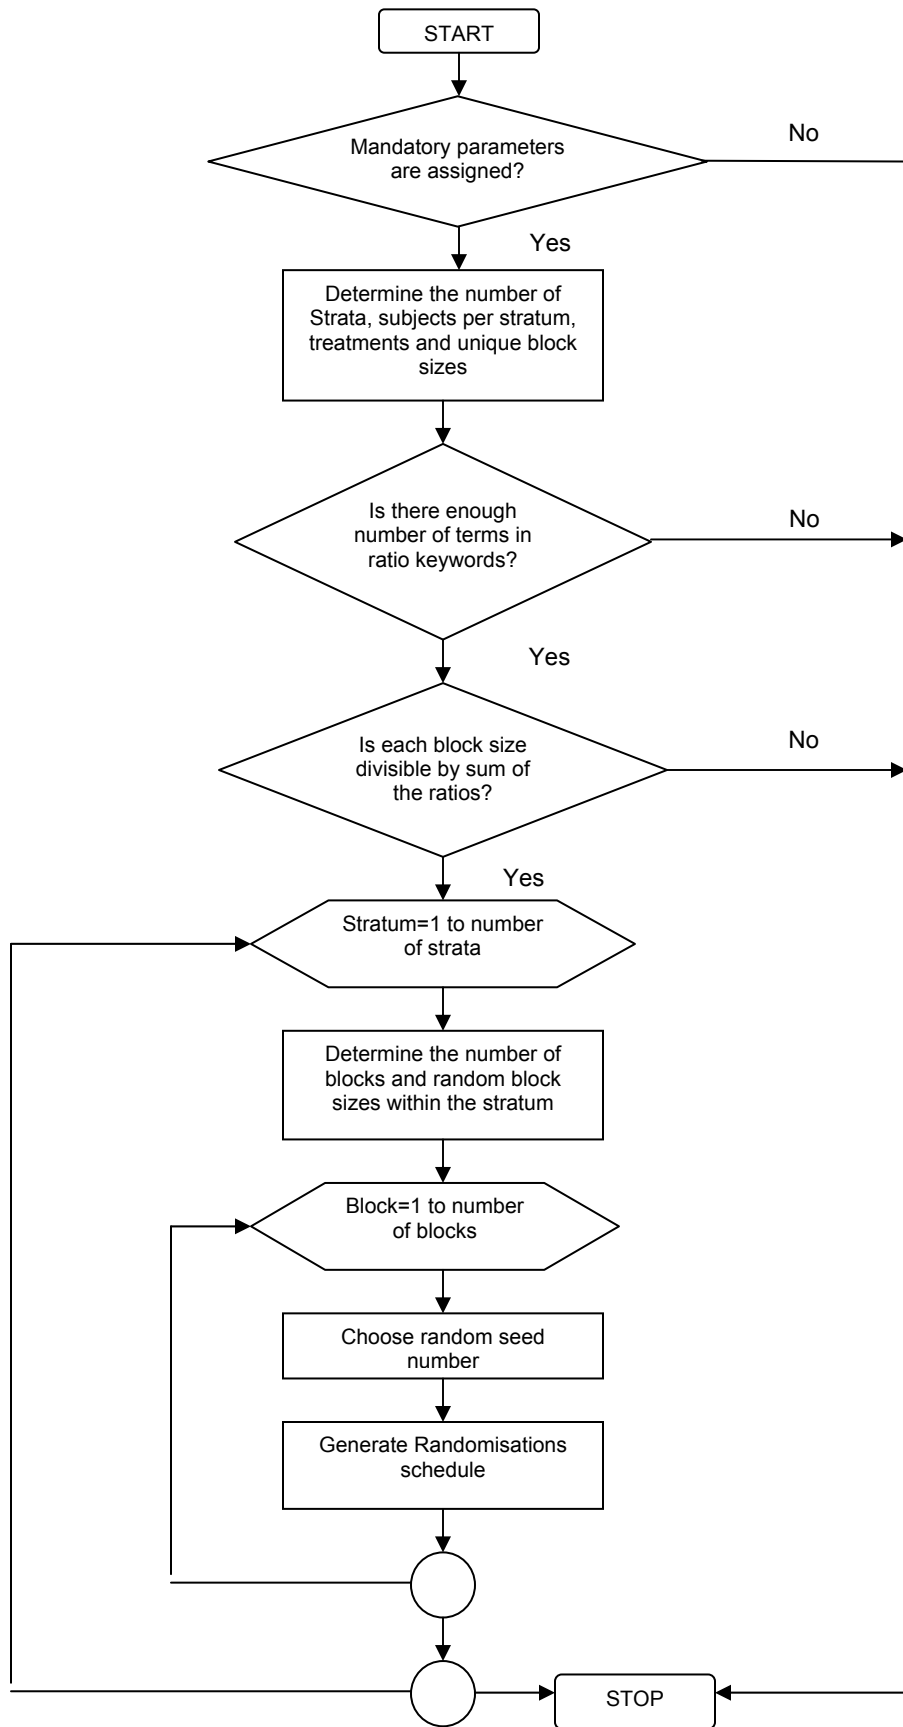 START
Mandatory parameters
are assigned?
No
Yes
Determine the number of
Strata, subjects per stratum,
treatments and unique block
sizes
Is there enough
number of terms in
ratio keywords?
No
Yes
Is each block size
divisible by sum of
the ratios?
No
Yes
Stratum=1 to number
of strata
Determine the number of
blocks and random block
sizes within the stratum
Block=1 to number
of blocks
Choose random seed
number
Generate Randomisations
schedule
STOP